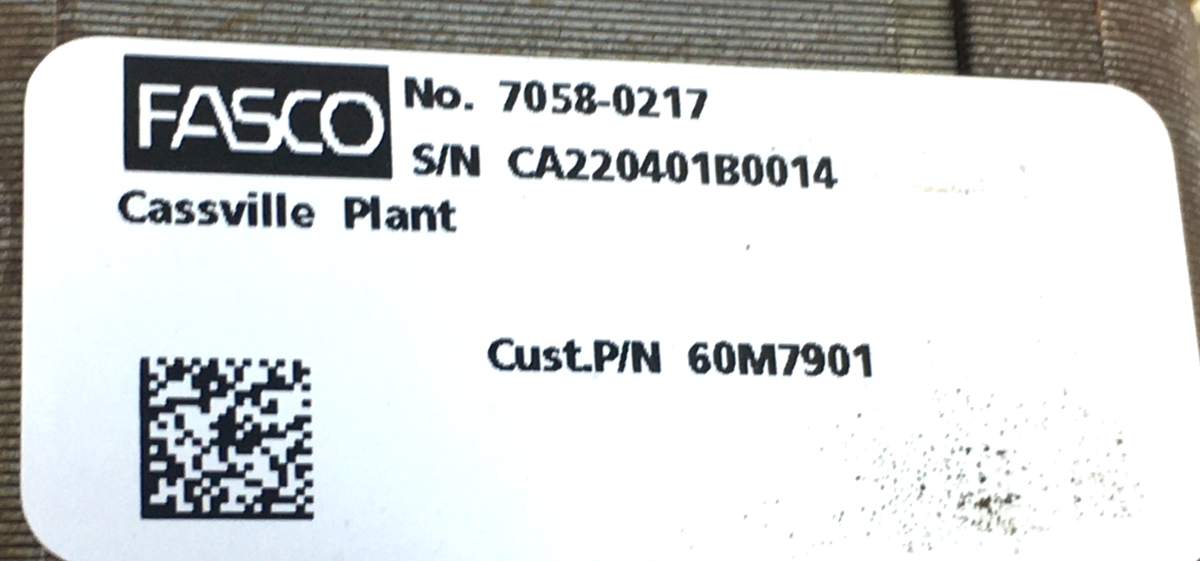 FASCO
No. 7058-0217
S/N CA220401B0014
Cassville Plant
Cust.P/N 60M7901